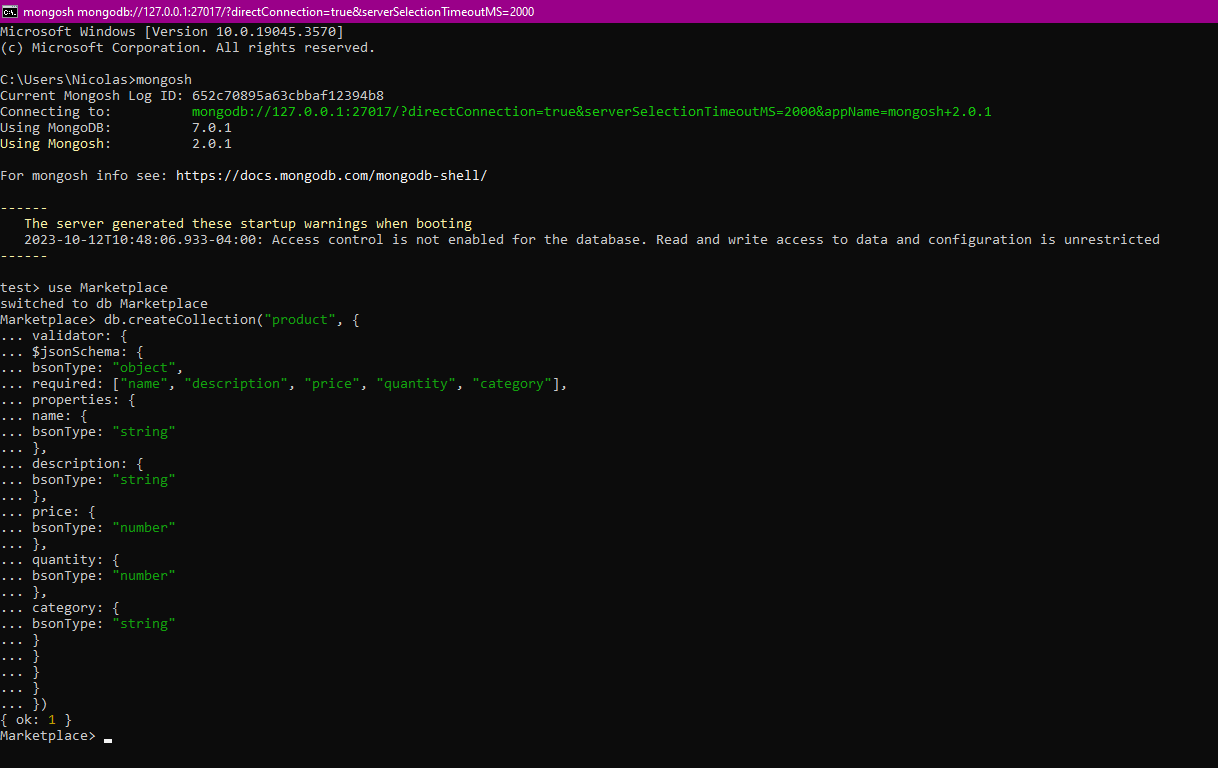 mongosh mongodb://127.0.0.1:27017/?directConnection=true&serverSelectionTimeoutMS=2000
Microsoft Windows [Version 10.0.19045.3570]
(c) Microsoft Corporation. All rights reserved.
C:\Users\Nicolas>mongosh
Current Mongosh Log ID: 652c70895a63cbbaf12394b8
Connecting to:          mongodb://127.0.0.1:27017/?directConnection=true&serverSelectionTimeoutMS=2000&appName=mongosh+2.0.1
Using MongoDB:          7.0.1
Using Mongosh:          2.0.1
For mongosh info see: https://docs.mongodb.com/mongodb-shell/
------
   The server generated these startup warnings when booting
   2023-10-12T10:48:06.933-04:00: Access control is not enabled for the database. Read and write access to data and configuration is unrestricted
------
test> use Marketplace
switched to db Marketplace
Marketplace> db.createCollection("product", {
... validator: {
... $jsonSchema: {
... bsonType: "object",
... required: ["name", "description", "price", "quantity", "category"],
... properties: {
... name: {
... bsonType: "string"
... },
... description: {
... bsonType: "string"
... },
... price: {
... bsonType: "number"
... },
... quantity: {
... bsonType: "number"
... },
... category: {
... bsonType: "string"
... }
... }
... }
... }
... })
{ ok: 1 }
Marketplace>